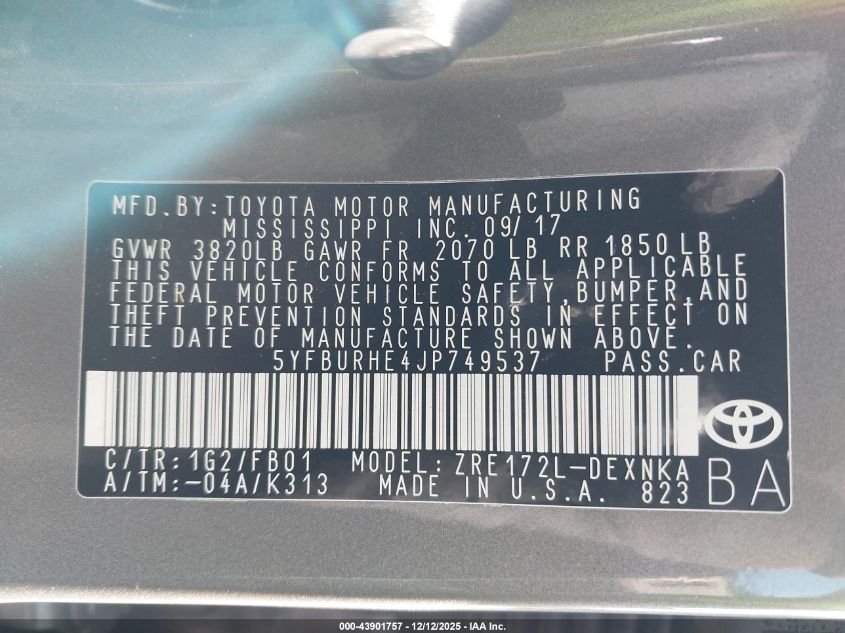 MFD.BY:TOYOTA MOTOR MANUFACTURING
MISSISSIPPI INC. 09/17
GVWR 3820LB GAWR FR 2070 LB RR 1850 LB
THIS VEHICLE CONFORMS TO ALL APPLICABLE
FEDERAL MOTOR VEHICLE SAFETY,BUMPER,AND
THEFT PREVENTION STANDARDS IN EFFECT ON
THE DATE OF MANUFACTURE SHOWN ABOVE.
5YFBURHE4JP749537 PASS.CAR
C/TR:1G2/FB01 MODEL:ZRE172L-DEXNKA
A/TM:-04A/K313 MADE IN U.S.A. 823 BA
000-43901757 - 12/12/2025 - IAA Inc.